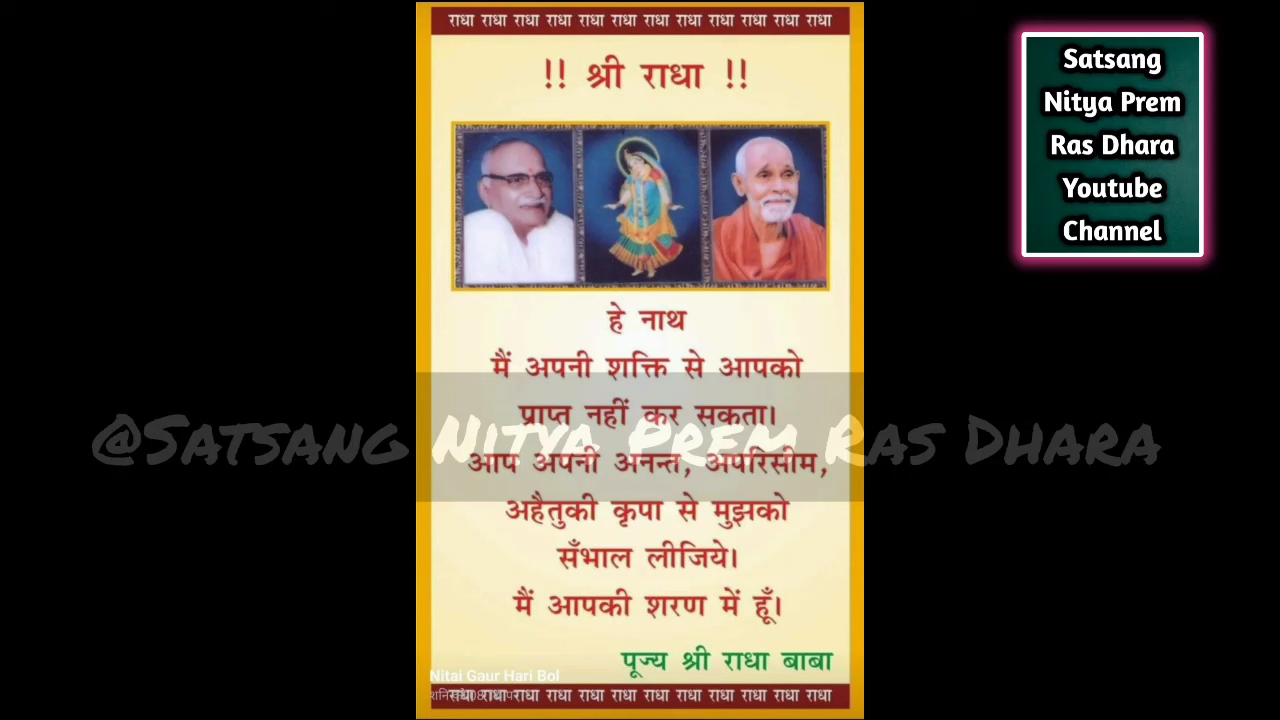 राधा राधा राधा राधा राधा राधा राधा राधा राधा राधा राधा राधा
!! श्री राधा !!
हे नाथ
मैं अपनी शक्ति से आपको
प्राप्त नहीं कर सकता।
आप अपनी अनन्त, अपरिसीम,
अहैतुकी कृपा से मुझको
सँभाल लीजिये।
मैं आपकी शरण में हूँ।
पूज्य श्री राधा बाबा
राधा राधा राधा राधा राधा राधा राधा राधा राधा राधा राधा राधा
Nitai Gaur Hari Bol
@Satsang Nitya Prem Ras Dhara
Satsang
Nitya Prem
Ras Dhara
Youtube
Channel